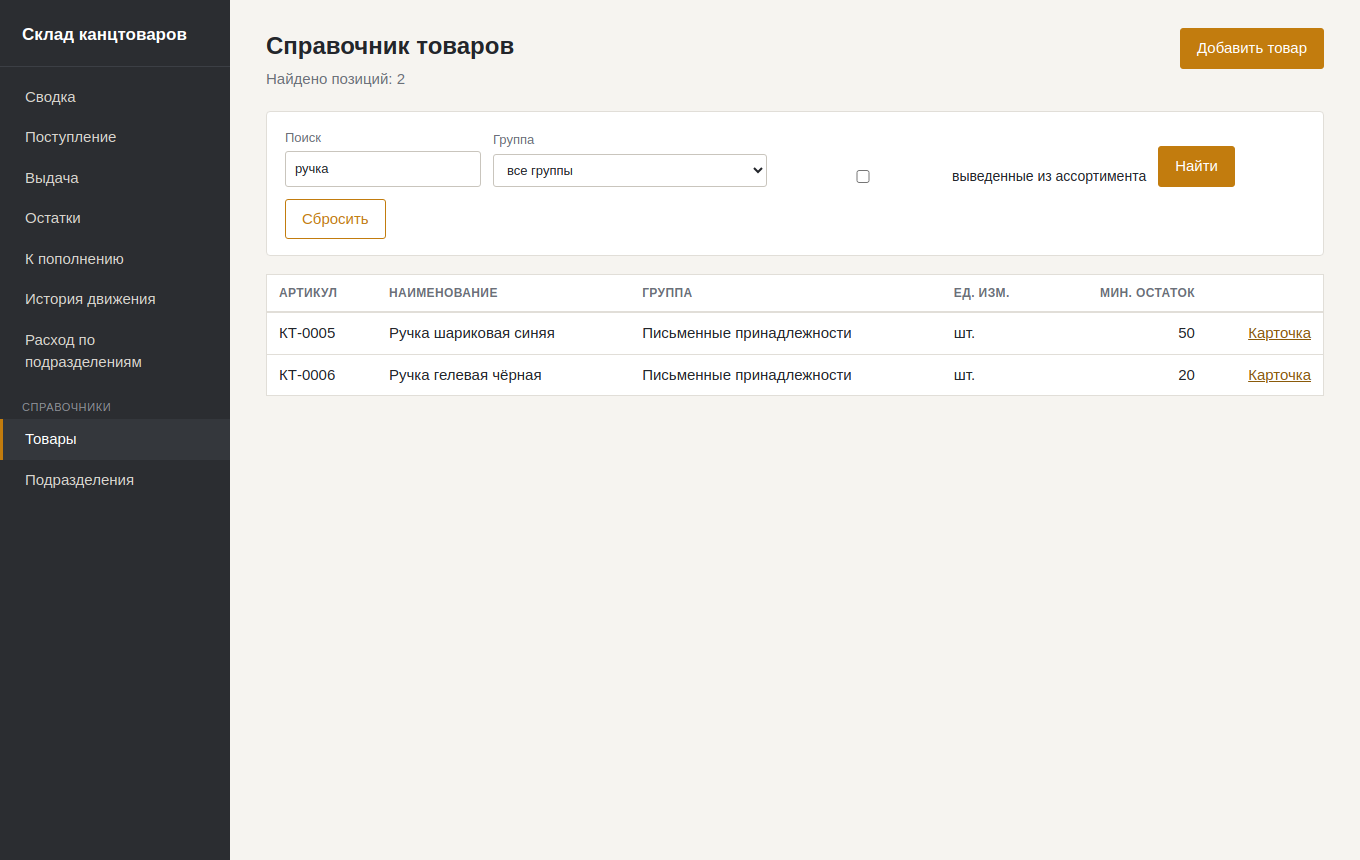 Склад канцтоваров
Сводка
Поступление
Выдача
Остатки
К пополнению
История движения
Расход по
подразделениям
СПРАВОЧНИКИ
Товары
Подразделения
Справочник товаров
Найдено позиций: 2
Добавить товар
Поиск
Группа
ручка
все группы
выведенные из ассортимента
Найти
Сбросить
АРТИКУЛ НАИМЕНОВАНИЕ ГРУППА ЕД. ИЗМ. МИН. ОСТАТОК
КТ-0005 Ручка шариковая синяя Письменные принадлежности шт. 50 Карточка
КТ-0006 Ручка гелевая чёрная Письменные принадлежности шт. 20 Карточка